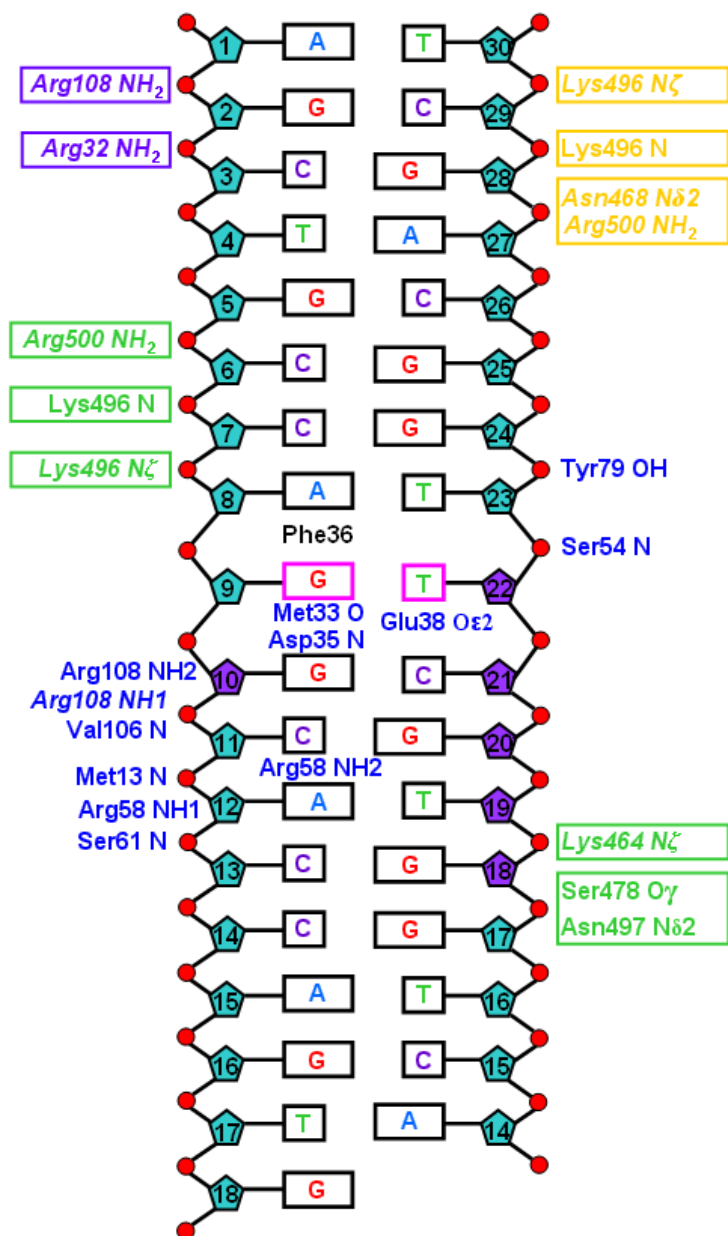 1 A T 30
Arg108 NH2 Lys496 Nζ
2 G C 29
Arg32 NH2 Lys496 N
3 C G 28
Asn468 Nδ2
Arg500 NH2
4 T A 27
5 G C 26
Arg500 NH2
6 C G 25
Lys496 N
7 C G 24
Lys496 Nζ Tyr79 OH
8 A T 23
Phe36
Ser54 N
9 G T 22
Met33 O Glu38 Oε2
Asp35 N
Arg108 NH2 10 G C 21
Arg108 NH1
Val106 N 11 C G 20
Arg58 NH2
Met13 N
Arg58 NH1 12 A T 19
Ser61 N Lys464 Nζ
13 C G 18
Ser478 Oγ
Asn497 Nδ2
14 C G 17
15 A T 16
16 G C 15
17 T A 14
18 G